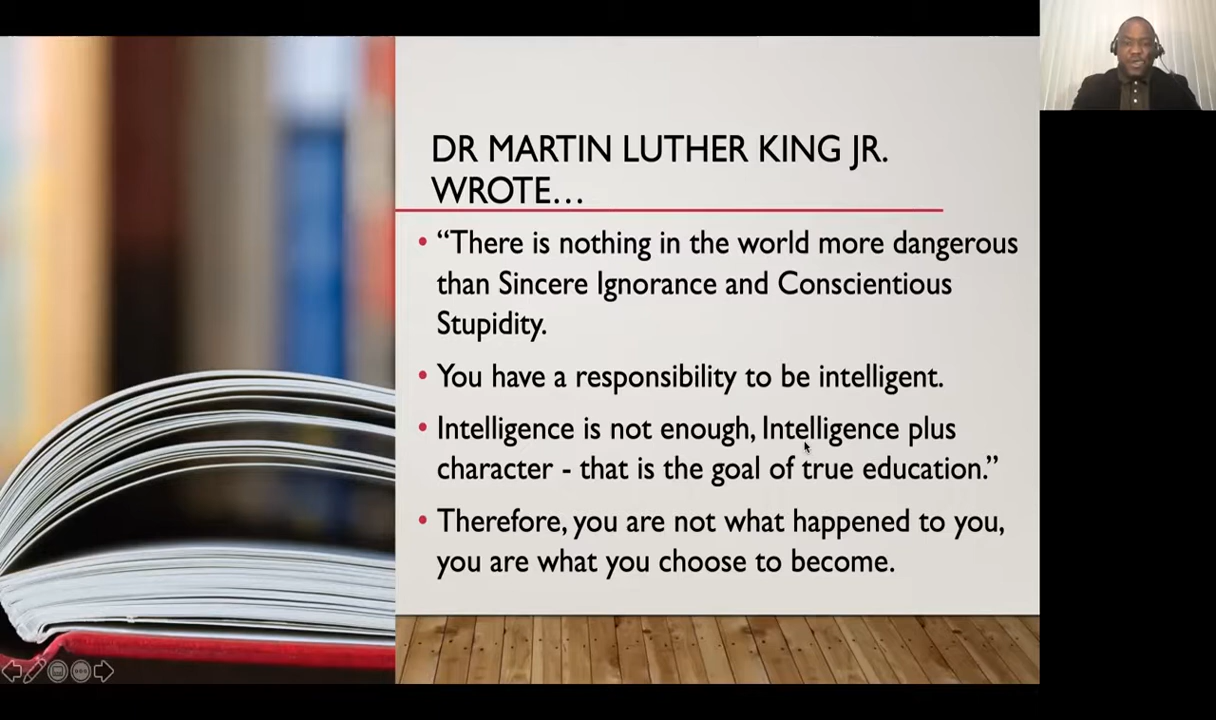 DR MARTIN LUTHER KING JR.
WROTE…
• “There is nothing in the world more dangerous
than Sincere Ignorance and Conscientious
Stupidity.
• You have a responsibility to be intelligent.
• Intelligence is not enough, Intelligence plus
character - that is the goal of true education.”
• Therefore, you are not what happened to you,
you are what you choose to become.